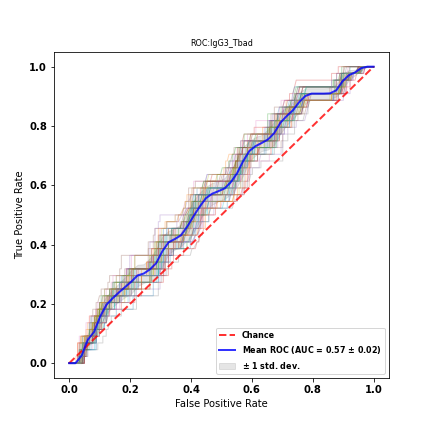 ROC:IgG3_Tbad
True Positive Rate
1.0
0.8
0.6
0.4
0.2
0.0
Chance
Mean ROC (AUC = 0.57 ± 0.02)
± 1 std. dev.
0.0 0.2 0.4 0.6 0.8 1.0
False Positive Rate